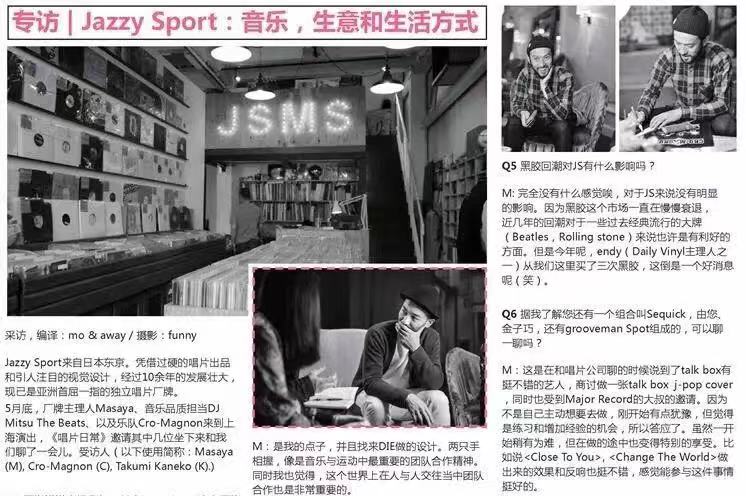 专访 | Jazzy Sport：音乐，生意和生活方式
JSMS
采访，编译：mo & away / 摄影：funny
Jazzy Sport来自日本东京。凭借过硬的唱片出品
和引人注目的视觉设计，经过10余年的发展壮大，
现已是亚洲首屈一指的独立唱片厂牌。
5月底，厂牌主理人Masaya、音乐品质担当DJ
Mitsu The Beats、以及乐队Cro-Magnon来到上
海演出，《唱片日常》邀请其中几位坐下来和我
们聊了一会儿。受访人（以下使用简称：Masaya
(M), Cro-Magnon (C), Takumi Kaneko (K).)
M：是我的点子，并且找来DIE做的设计。两只手
相握，像是音乐与运动中最重要的团队合作精神。
同时我也觉得，这个世界上在人与人交往当中团队
合作也是非常重要的。
Q5 黑胶回潮对JS有什么影响吗？
M: 完全没有什么感觉唉，对于JS来说没有明显
的影响。因为黑胶这个市场一直在慢慢衰退，
近几年的回潮对于一些过去经典流行的大牌
（Beatles，Rolling stone）来说也许是有利好的
方面。但是今年呢，endy（Daily Vinyl主理人之
一）从我们这里买了三次黑胶，这倒是一个好消息
呢（笑）。
Q6 据我了解您还有一个组合叫Sequick，由您、
金子巧，还有grooveman Spot组成的，可以聊
一聊吗？
M：这是在和唱片公司聊的时候说到了talk box有
挺不错的艺人，商讨做一张talk box j-pop cover
，同时也受到Major Record的大叔的邀请。因为
不是自己主动想要去做，刚开始有点犹豫，但觉得
是练习和增加经验的机会，所以答应了。虽然一开
始稍有为难，但在做的途中也变得特别的享受。比
如说<Close To You>, <Change The World>做
出来的效果和反响也挺不错，感觉能参与这件事情
挺好的。